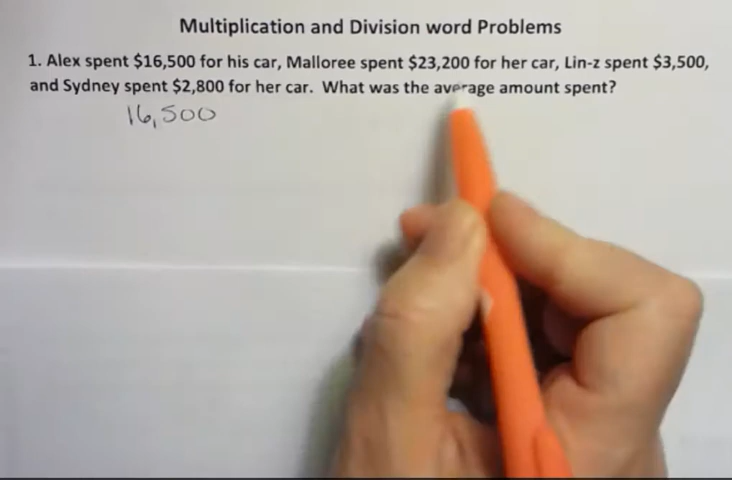 Multiplication and Division word Problems
1. Alex spent $16,500 for his car, Malloree spent $23,200 for her car, Lin-z spent $3,500,
and Sydney spent $2,800 for her car. What was the average amount spent?
16,500